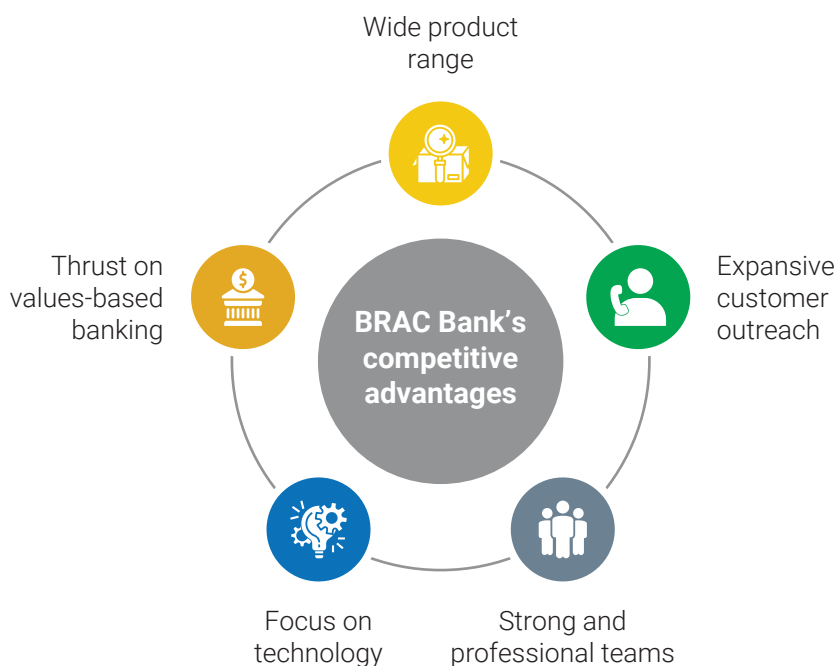 Wide product
range
Expansive
customer
outreach
Strong and
professional teams
Focus on
technology
Thrust on
values-based
banking
BRAC Bank's
competitive
advantages
$